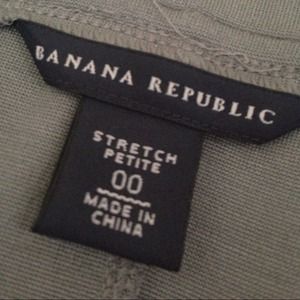 BANANA REPUBLIC
STRETCH
PETITE
00
MADE IN
CHINA